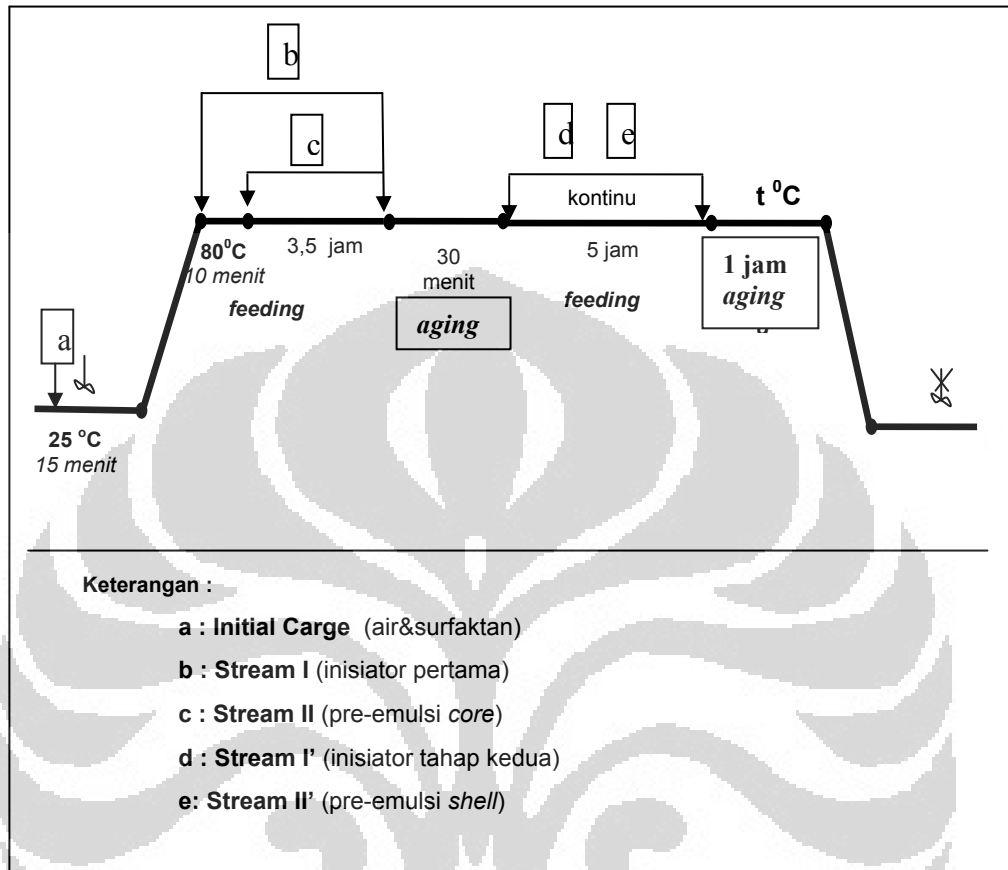 b
c
d e
kontinu
t ⁰C
80⁰C
10 menit
3,5 jam
feeding
30
menit
aging
5 jam
feeding
1 jam
aging
a
25 ⁰C
15 menit
Keterangan :
a : Initial Carge (air&surfaktan)
b : Stream I (inisiator pertama)
c : Stream II (pre-emulsi core)
d : Stream I’ (inisiator tahap kedua)
e: Stream II’ (pre-emulsi shell)